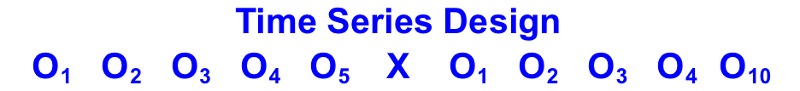 Time Series Design
O₁ O₂ O₃ O₄ O₅ X O₁ O₂ O₃ O₄ O₁₀